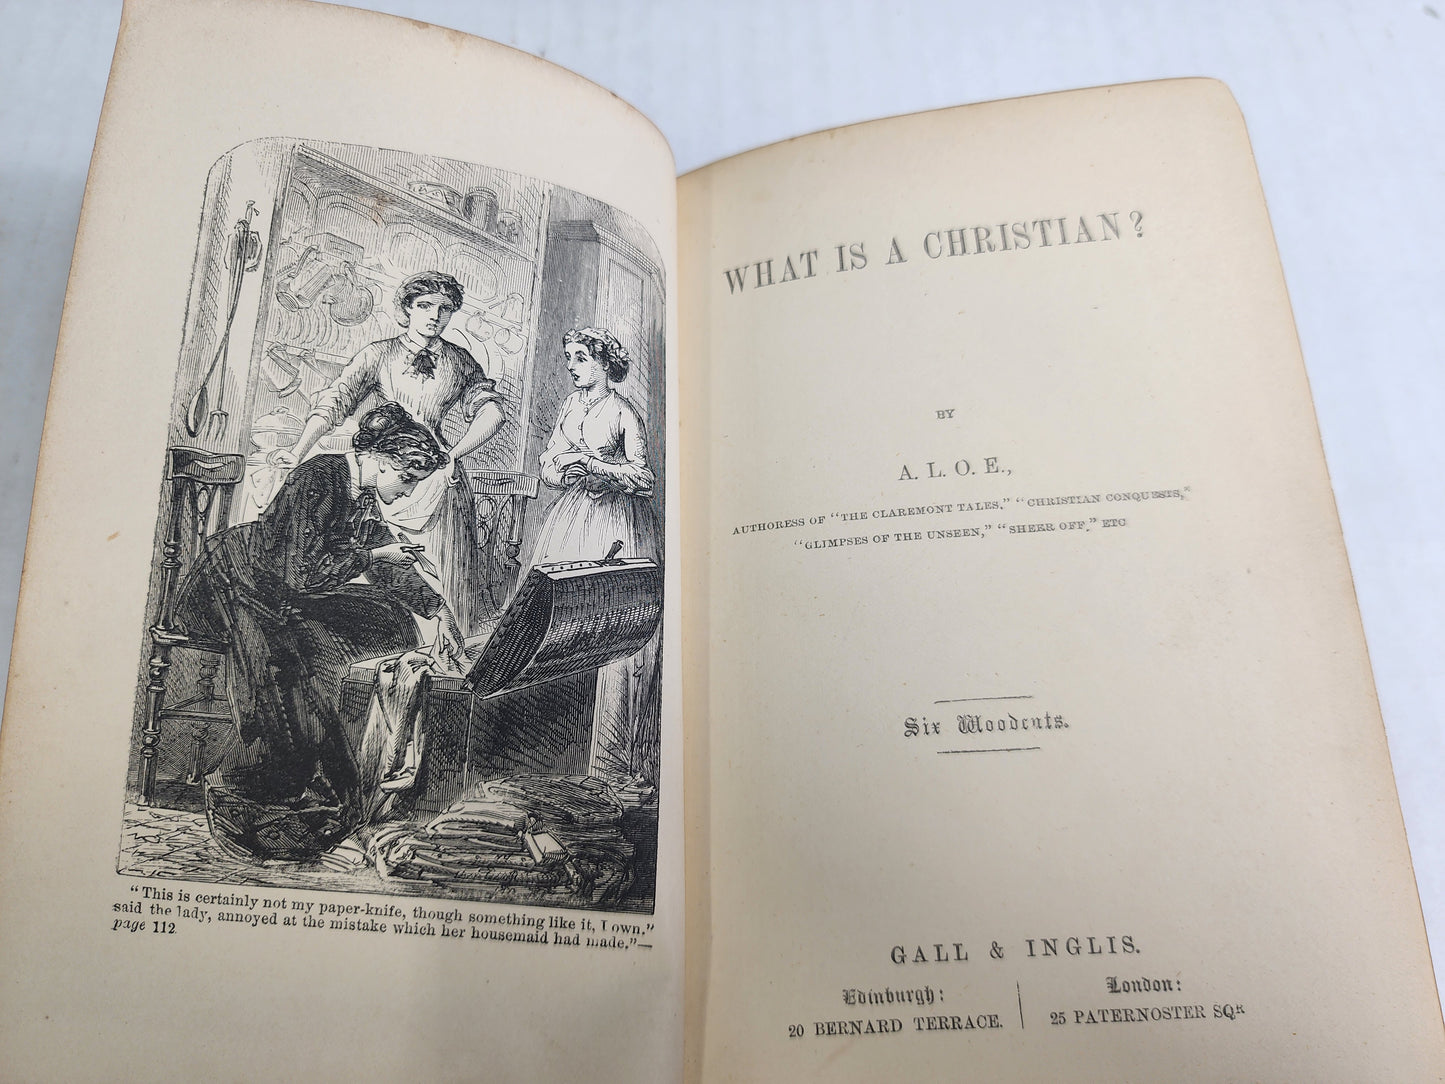 "This is certainly not my paper-knife, though something like it, I own,"
said the lady, annoyed at the mistake which her housemaid had made."—
page 112.
WHAT IS A CHRISTIAN?
BY
A. L. O. E.,
AUTHORESS OF "THE CLAREMONT TALES," "CHRISTIAN CONQUESTS,"
"GLIMPSES OF THE UNSEEN," "SHEER OFF," ETC
Six Woodcuts.
GALL & INGLIS.
Edinburgh:
20 BERNARD TERRACE.
London:
25 PATERNOSTER SQR